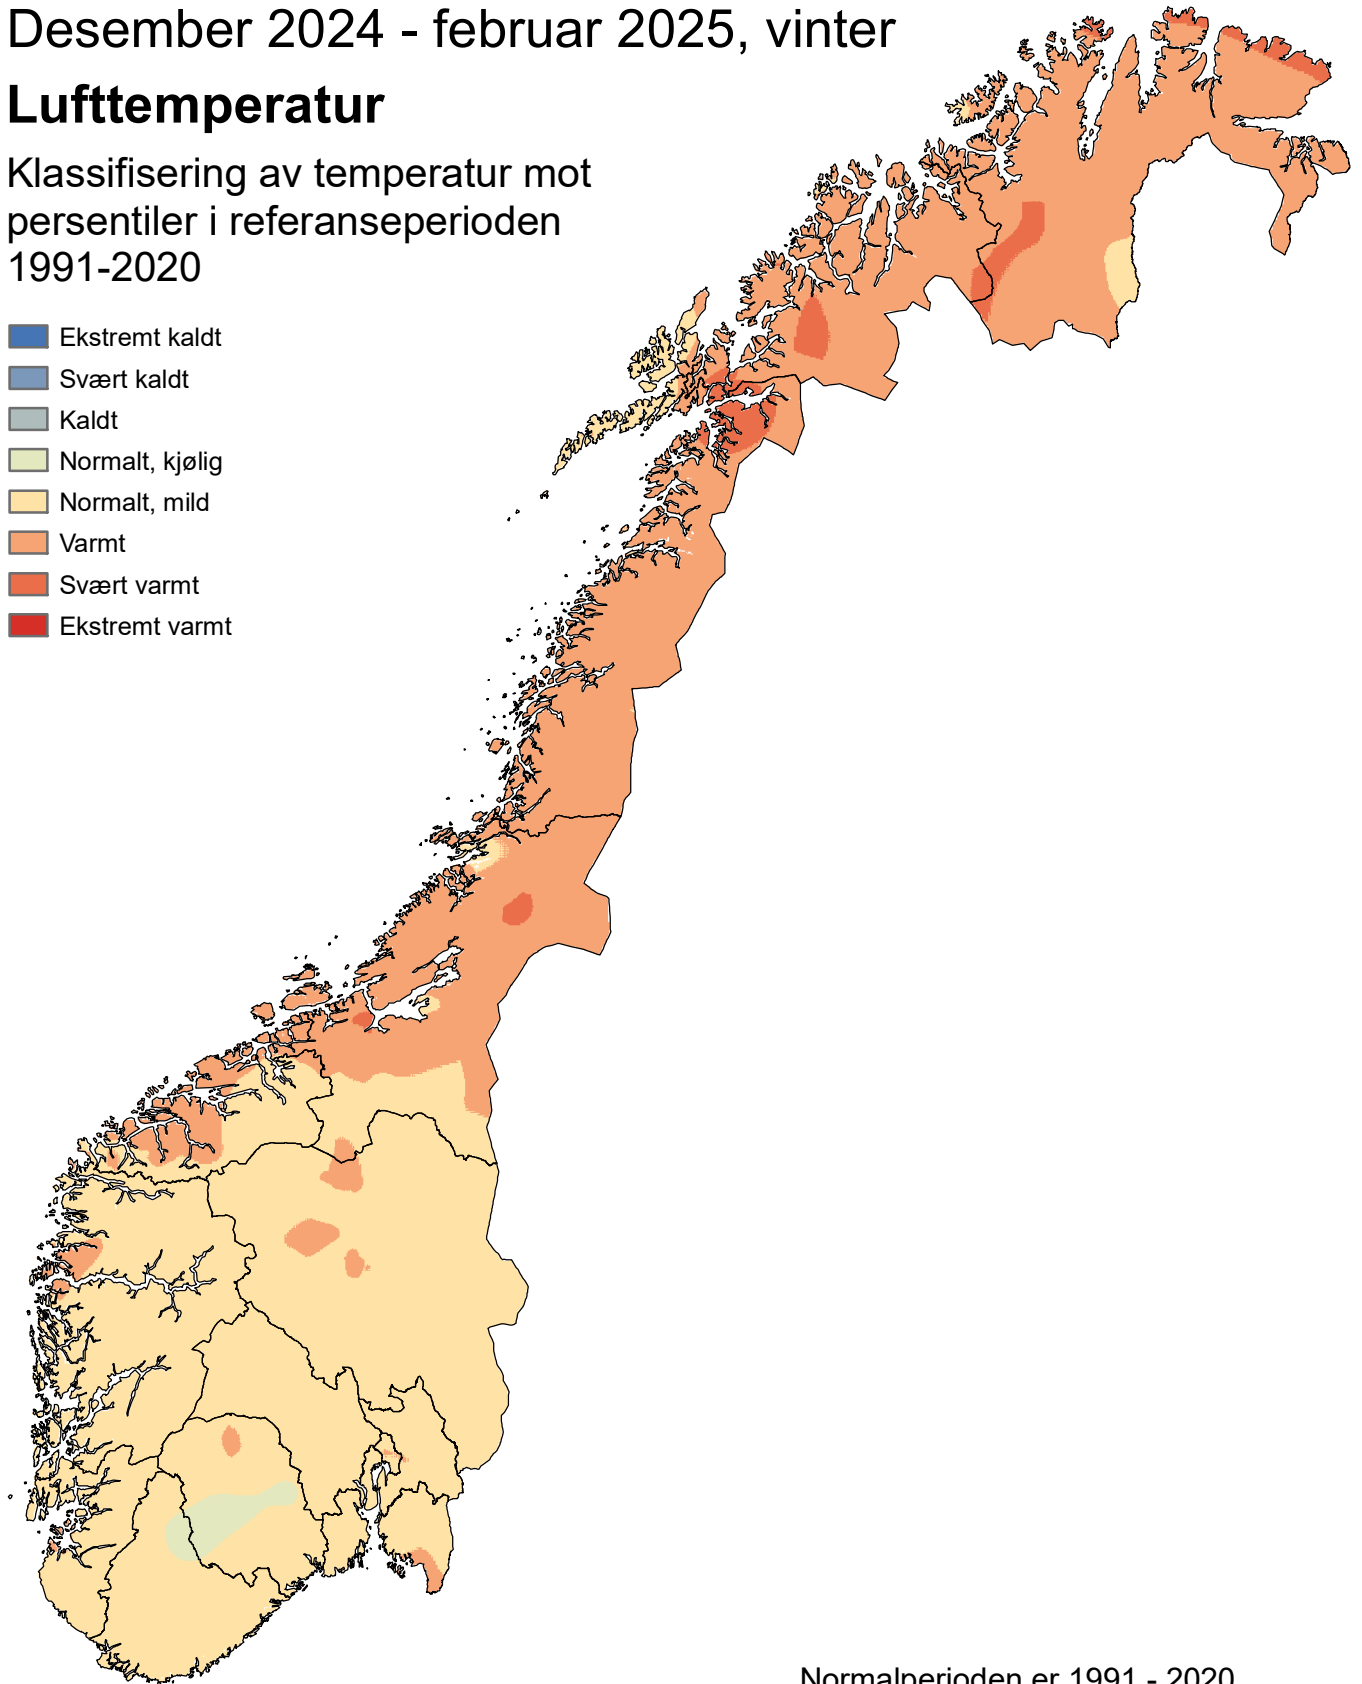 Desember 2024 - februar 2025, vinter
Lufttemperatur
Klassifisering av temperatur mot
persentiler i referanseperioden
1991-2020
Ekstremt kaldt
Svært kaldt
Kaldt
Normalt, kjølig
Normalt, mild
Varmt
Svært varmt
Ekstremt varmt
Normalperioden er 1991 - 2020